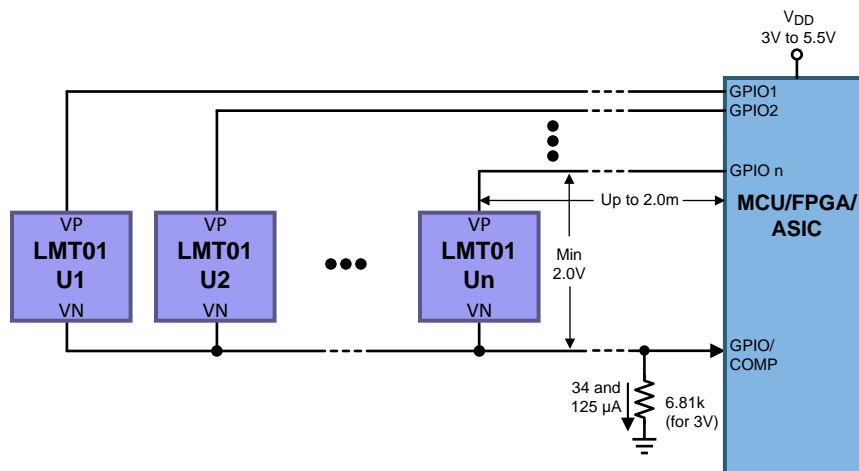 VDD
3V to 5.5V
GPIO1
GPIO2
GPIO n
Up to 2.0m
MCU/FPGA/
ASIC
VP
LMT01
U1
VN
VP
LMT01
U2
VN
VP
LMT01
Un
VN
Min
2.0V
GPIO/
COMP
34 and
125 µA
6.81k
(for 3V)